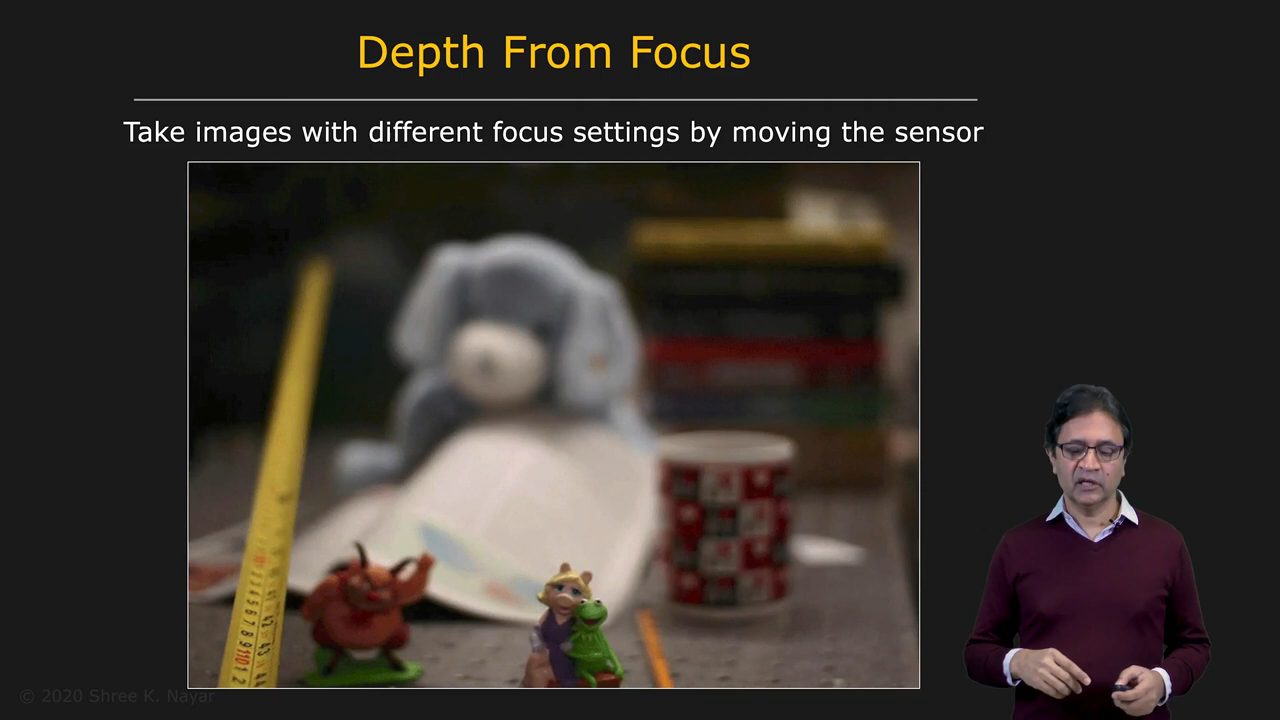 Depth From Focus
Take images with different focus settings by moving the sensor
© 2020 Shree K. Nayar